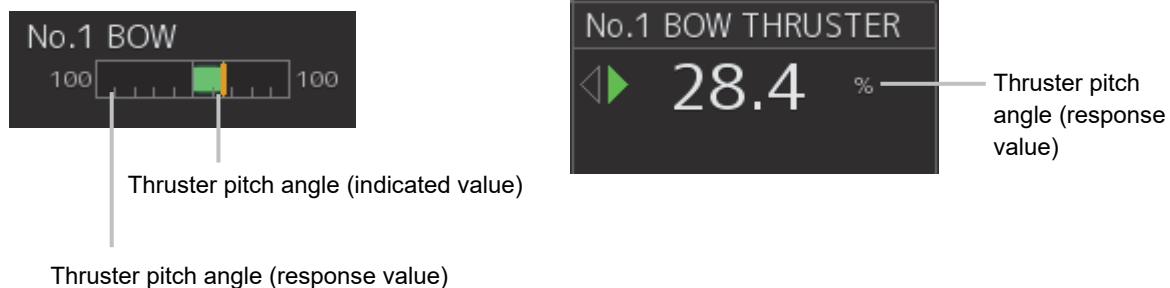 No.1 BOW
100 100
Thruster pitch angle (indicated value)
Thruster pitch angle (response value)
No.1 BOW THRUSTER
28.4 %
Thruster pitch
angle (response
value)